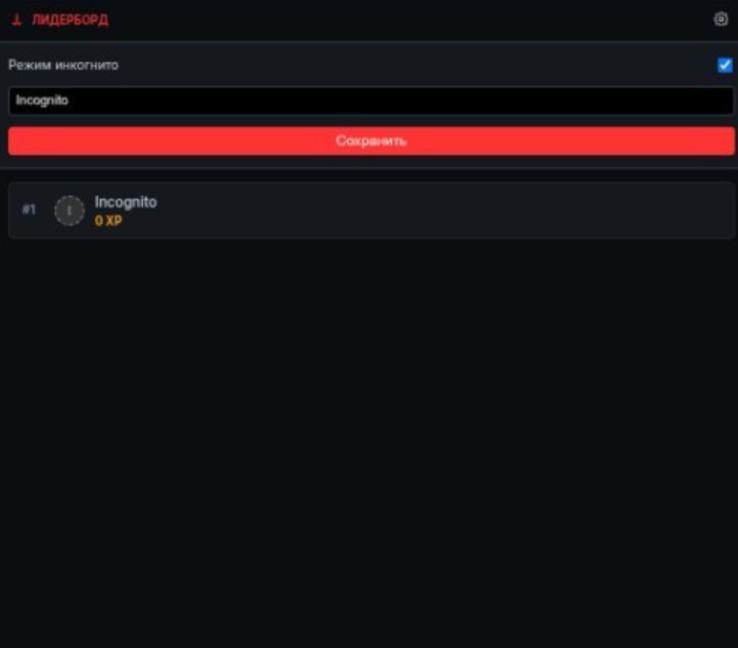 ЛИДЕРБОРД
Режим инкогнито
Incognito
Сохранить
#1
I
Incognito
0 XP